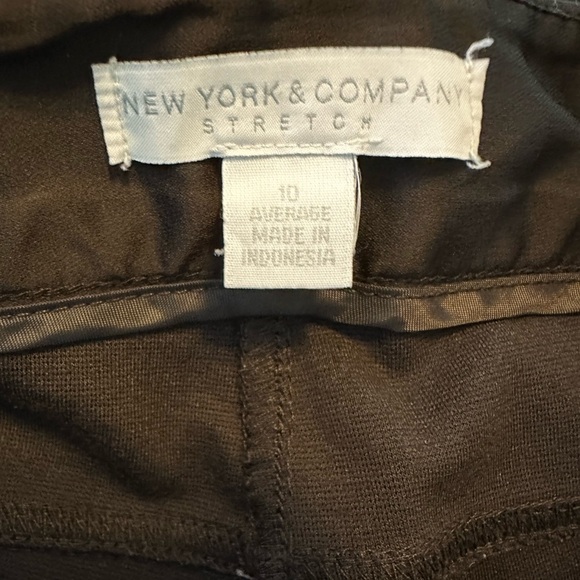 NEW YORK & COMPANY
STRETCH
10
AVERAGE
MADE IN
INDONESIA